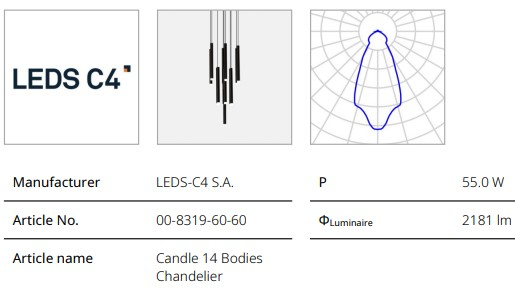 LEDS C4
Manufacturer LEDS-C4 S.A.
Article No. 00-8319-60-60
Article name Candle 14 Bodies
Chandelier
P 55.0 W
ΦLuminaire 2181 lm